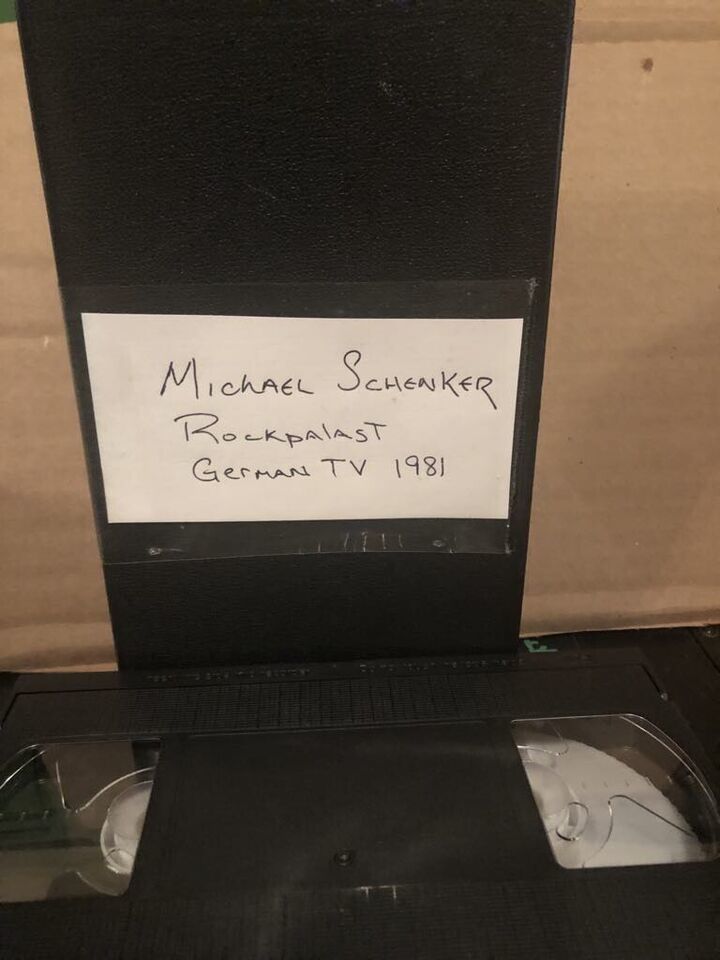 Michael Schenker
Rockpalast
German TV 1981